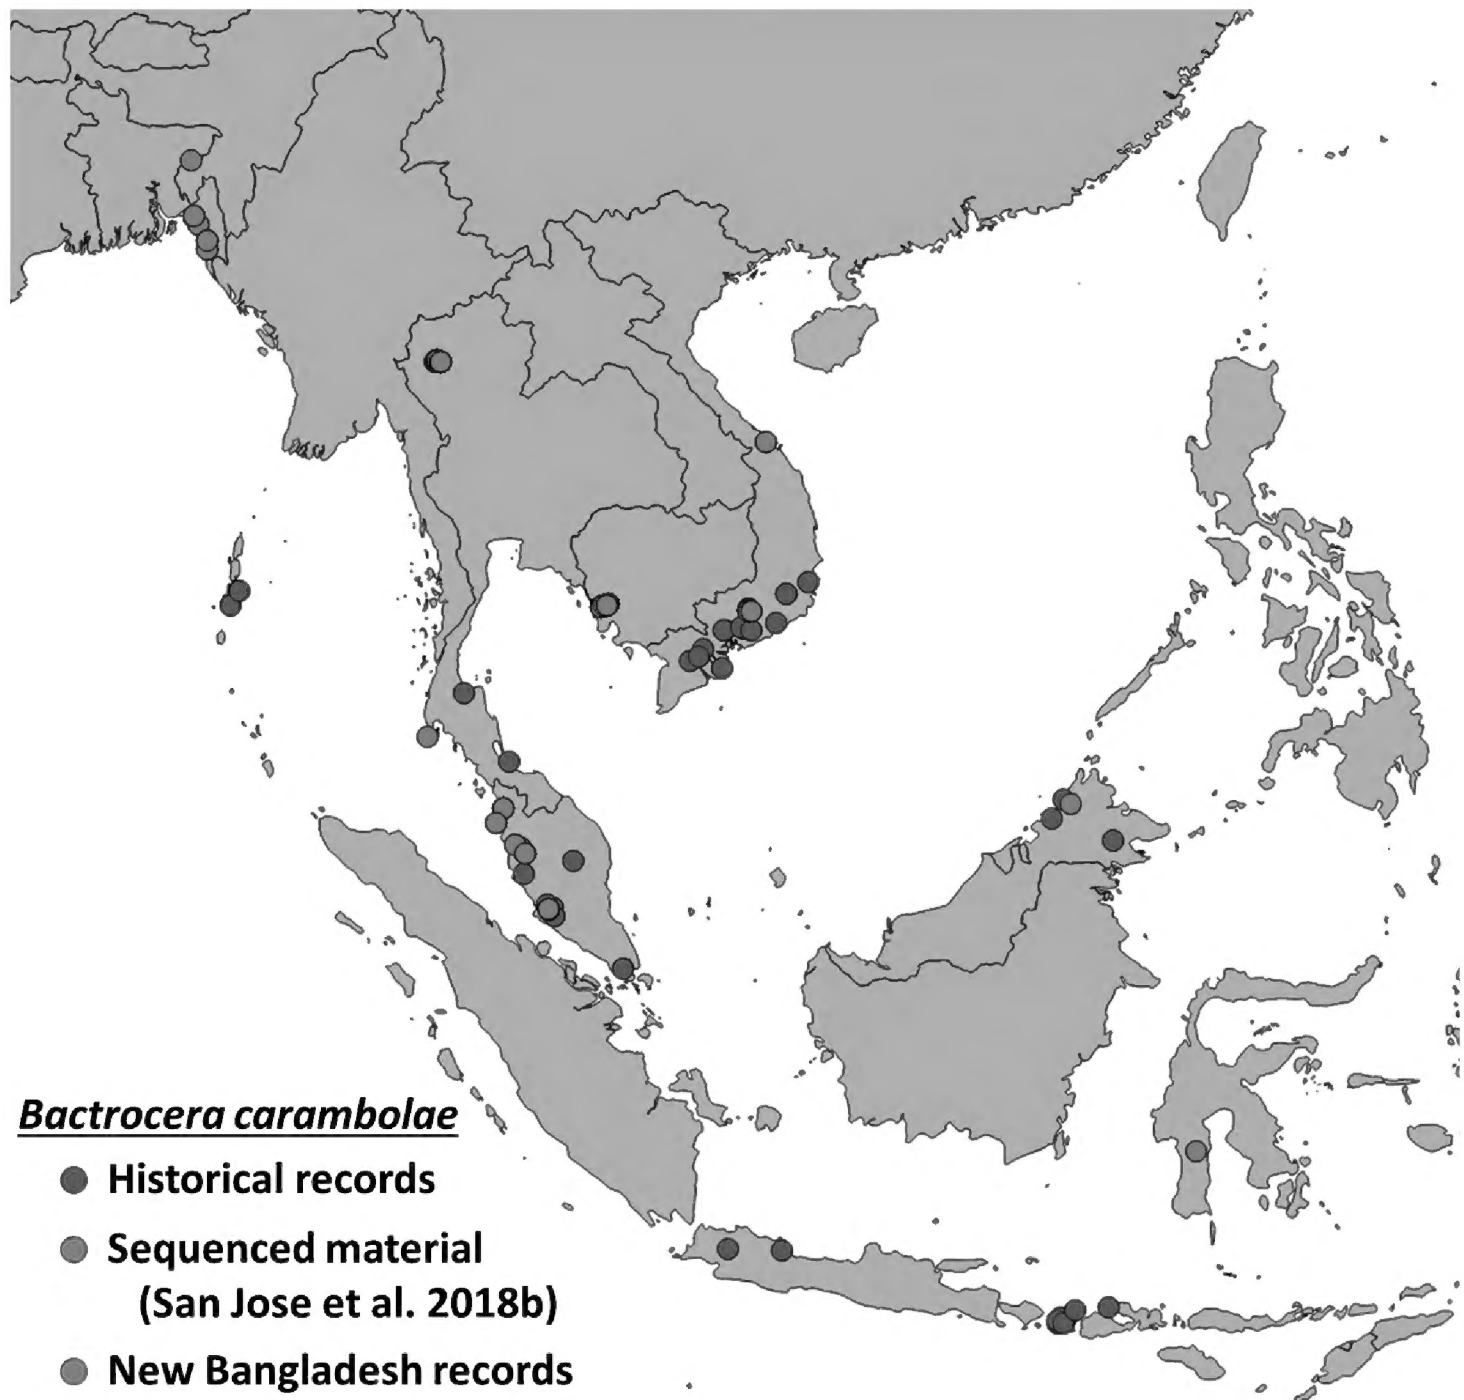 Bactrocera carambolae
Historical records
Sequenced material
(San Jose et al. 2018b)
New Bangladesh records